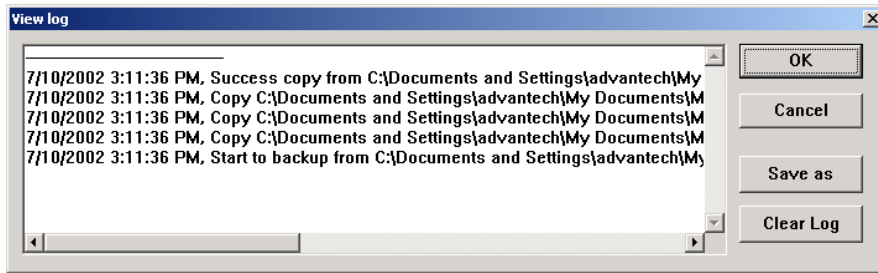 View log
7/10/2002 3:11:36 PM, Success copy from C:\Documents and Settings\advantech\My
7/10/2002 3:11:36 PM, Copy C:\Documents and Settings\advantech\My Documents\M
7/10/2002 3:11:36 PM, Copy C:\Documents and Settings\advantech\My Documents\M
7/10/2002 3:11:36 PM, Copy C:\Documents and Settings\advantech\My Documents\M
7/10/2002 3:11:36 PM, Start to backup from C:\Documents and Settings\advantech\My
OK
Cancel
Save as
Clear Log